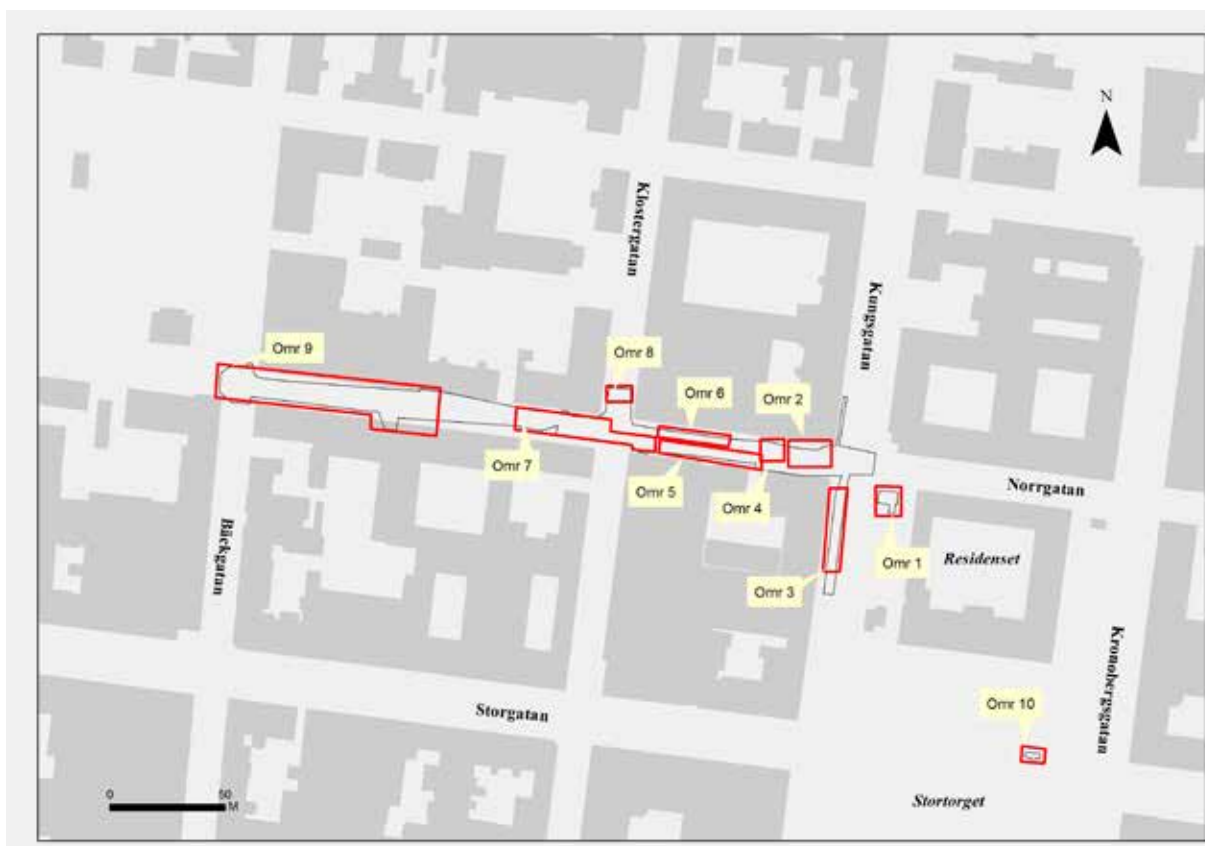 N
Klostergatan
Kungsgatan
Omr 9
Omr 8
Omr 6
Omr 2
Omr 7
Omr 5
Omr 4
Norrgatan
Bäckgatan
Omr 3
Omr 1
Residenset
Kronobergsgatan
Omr 10
Storgatan
Stortorget
0 50
M